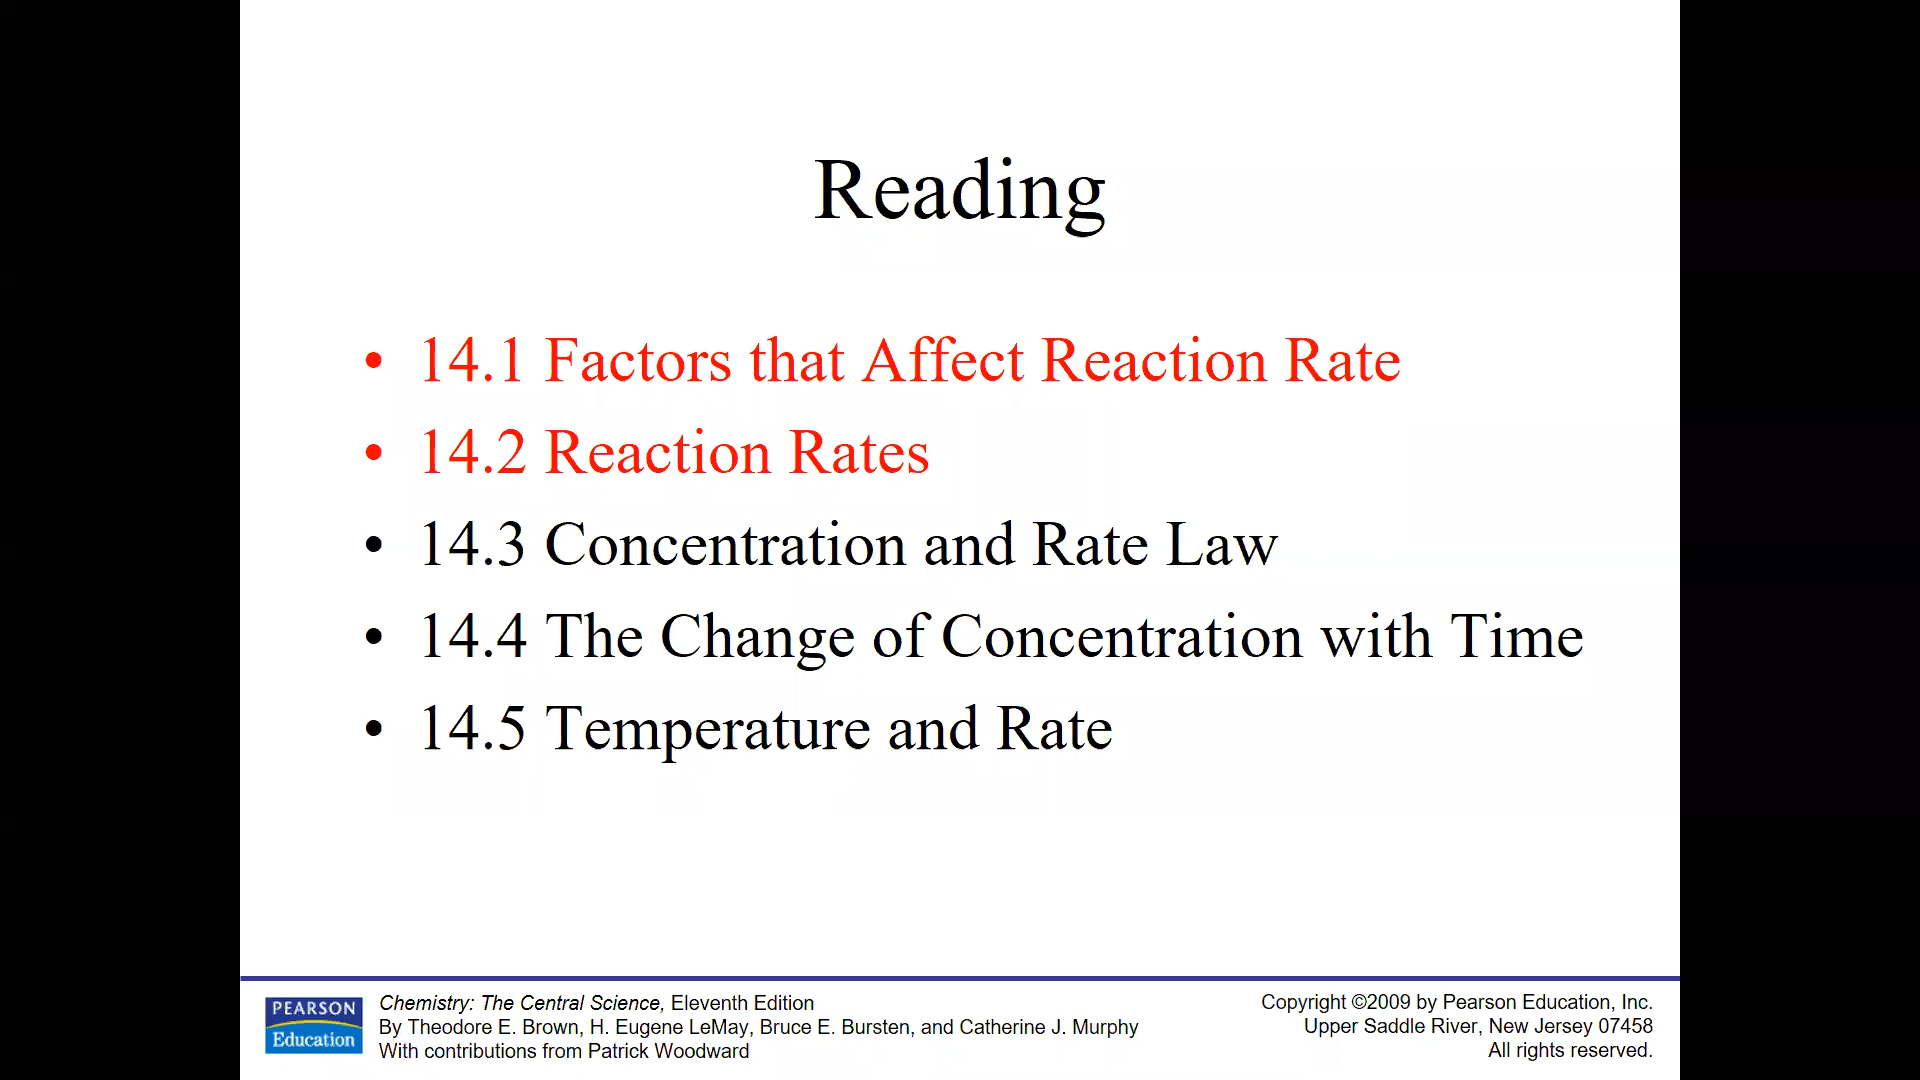 Reading
• 14.1 Factors that Affect Reaction Rate
• 14.2 Reaction Rates
• 14.3 Concentration and Rate Law
• 14.4 The Change of Concentration with Time
• 14.5 Temperature and Rate
PEARSON
Education
Chemistry: The Central Science, Eleventh Edition
By Theodore E. Brown, H. Eugene LeMay, Bruce E. Bursten, and Catherine J. Murphy
With contributions from Patrick Woodward
Copyright ©2009 by Pearson Education, Inc.
Upper Saddle River, New Jersey 07458
All rights reserved.